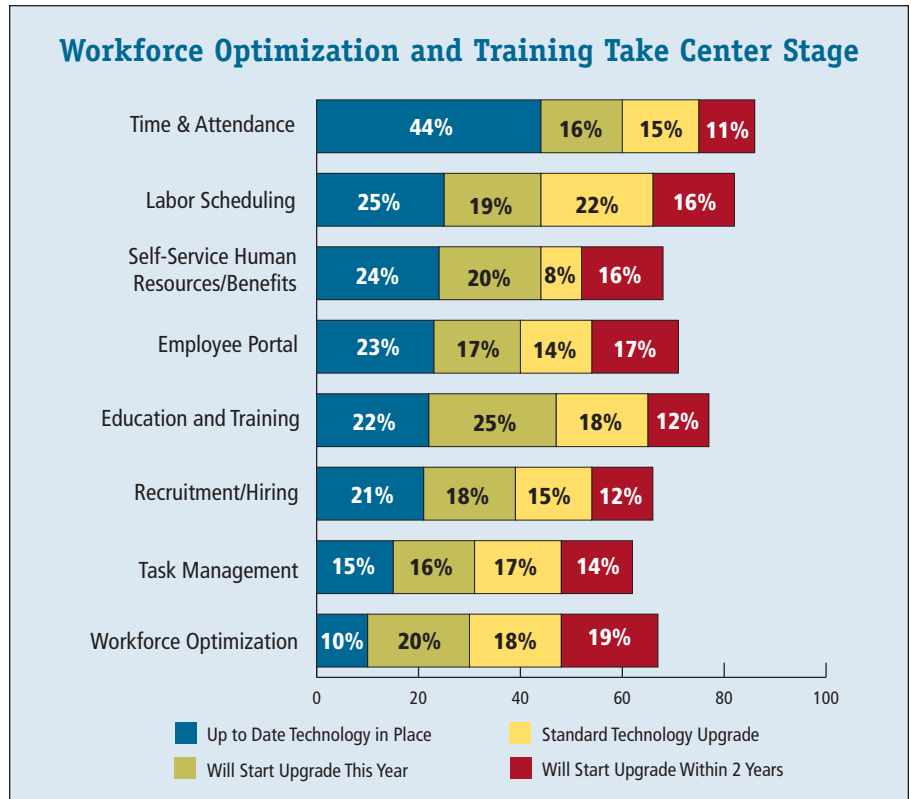 Workforce Optimization and Training Take Center Stage
Time & Attendance
44% 16% 15% 11%
Labor Scheduling
25% 19% 22% 16%
Self-Service Human
Resources/Benefits
24% 20% 8% 16%
Employee Portal
23% 17% 14% 17%
Education and Training
22% 25% 18% 12%
Recruitment/Hiring
21% 18% 15% 12%
Task Management
15% 16% 17% 14%
Workforce Optimization
10% 20% 18% 19%
0 20 40 60 80 100
Up to Date Technology in Place
Standard Technology Upgrade
Will Start Upgrade This Year
Will Start Upgrade Within 2 Years